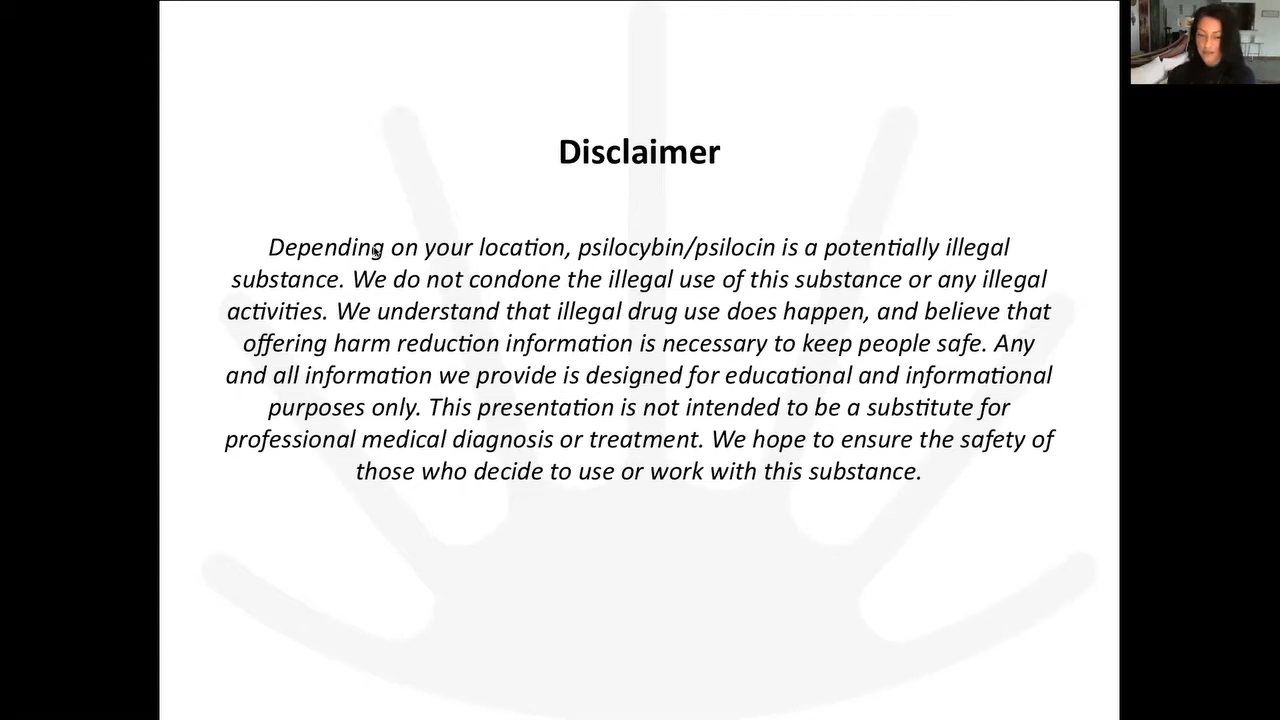 Disclaimer
Depending on your location, psilocybin/psilocin is a potentially illegal
substance. We do not condone the illegal use of this substance or any illegal
activities. We understand that illegal drug use does happen, and believe that
offering harm reduction information is necessary to keep people safe. Any
and all information we provide is designed for educational and informational
purposes only. This presentation is not intended to be a substitute for
professional medical diagnosis or treatment. We hope to ensure the safety of
those who decide to use or work with this substance.